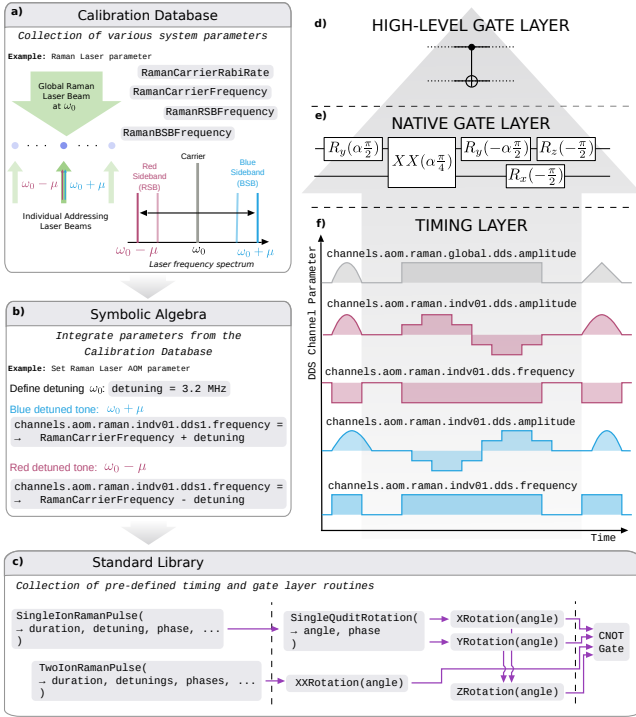 a)
Calibration Database
Collection of various system parameters
Example: Raman Laser parameter
Global Raman
Laser Beam
at ω₀
RamanCarrierRabiRate
RamanCarrierFrequency
RamanRSBFrequency
RamanBSBFrequency
· · ·
· · ·
ω₀ − μ
ω₀ + μ
Individual Addressing
Laser Beams
Red
Sideband
(RSB)
Carrier
Blue
Sideband
(BSB)
ω₀ − μ
ω₀
ω₀ + μ
Laser frequency spectrum
b)
Symbolic Algebra
Integrate parameters from the
Calibration Database
Example: Set Raman Laser AOM parameter
Define detuning ω₀: detuning = 3.2 MHz
Blue detuned tone: ω₀ + μ
channels.aom.raman.indv01.dds1.frequency =
→ RamanCarrierFrequency + detuning
Red detuned tone: ω₀ − μ
channels.aom.raman.indv01.dds1.frequency =
→ RamanCarrierFrequency - detuning
d)
HIGH-LEVEL GATE LAYER
e)
NATIVE GATE LAYER
R_y(α π/2)
XX(α π/4)
R_y(−α π/2)
R_z(−π/2)
R_x(−π/2)
f)
TIMING LAYER
DDS Channel Parameter
channels.aom.raman.global.dds.amplitude
channels.aom.raman.indv01.dds.amplitude
channels.aom.raman.indv01.dds.frequency
channels.aom.raman.indv01.dds.amplitude
channels.aom.raman.indv01.dds.frequency
Time
c)
Standard Library
Collection of pre-defined timing and gate layer routines
SingleIonRamanPulse(
→ duration, detuning, phase, ...
)
TwoIonRamanPulse(
→ duration, detunings, phases, ...
)
SingleQuditRotation(
→ angle, phase
)
XXRotation(angle)
XRotation(angle)
YRotation(angle)
ZRotation(angle)
CNOT
Gate